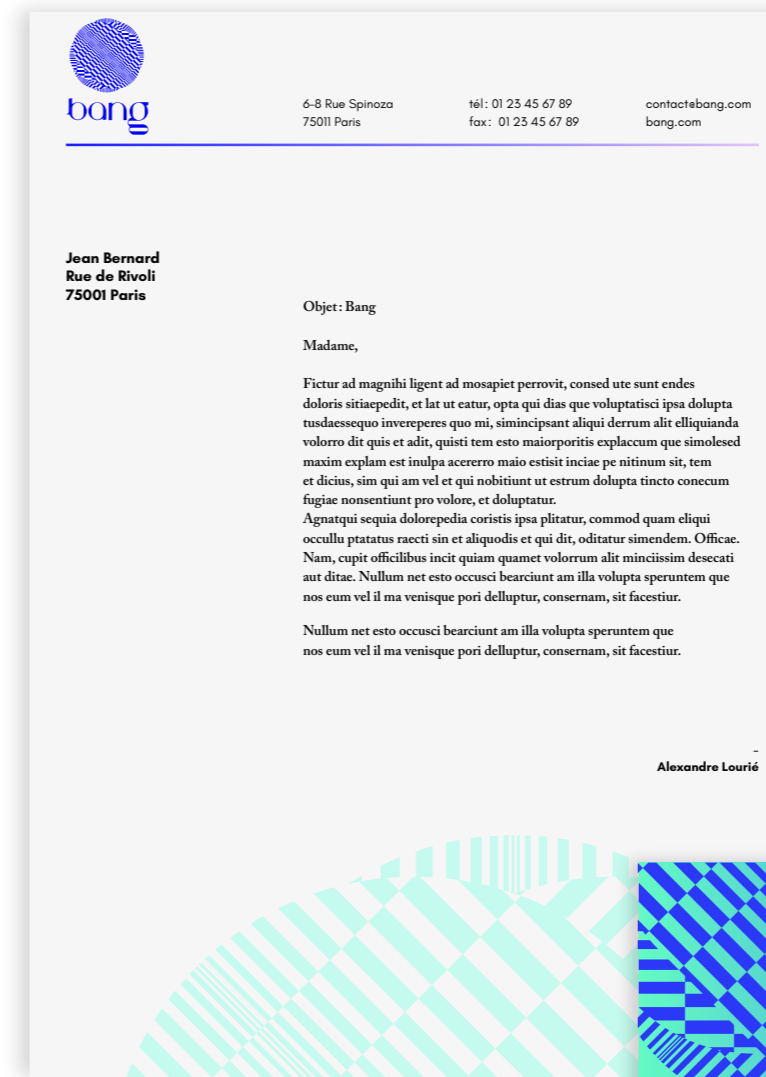 bang
6-8 Rue Spinoza
75011 Paris
tél : 01 23 45 67 89
fax : 01 23 45 67 89
contact@bang.com
bang.com
Jean Bernard
Rue de Rivoli
75001 Paris
Objet : Bang
Madame,
Fictur ad magnihi ligent ad mosapiet perrovit, consed ute sunt endes
doloris sitiaepedit, et lat ut eatur, opta qui dias que voluptatisci ipsa dolupta
tusdaessequo invereperes quo mi, simincipsant aliqui derrum alit elliquianda
volorro dit quis et adit, quisti tem esto maiorporitis explaccum que simolesed
maxim explam est inulpa acererro maio estisit inciae pe nitinum sit, tem
et dicius, sim qui am vel et qui nobitiunt ut estrum dolupta tincto conecum
fugiae nonsentiunt pro volore, et doluptatur.
Agnatqui sequia dolorepedia coristis ipsa plitatur, commod quam eliqui
occullu ptatatus raecti sin et aliquodis et qui dit, oditatur simendem. Officae.
Nam, cupit officilibus incit quiam quamet volorrum alit minciissim desecati
aut ditae. Nullum net esto occusci bearciunt am illa volupta speruntem que
nos eum vel il ma venisque pori delluptur, consernam, sit facestiur.
Nullum net esto occusci bearciunt am illa volupta speruntem que
nos eum vel il ma venisque pori delluptur, consernam, sit facestiur.
–
Alexandre Lourié